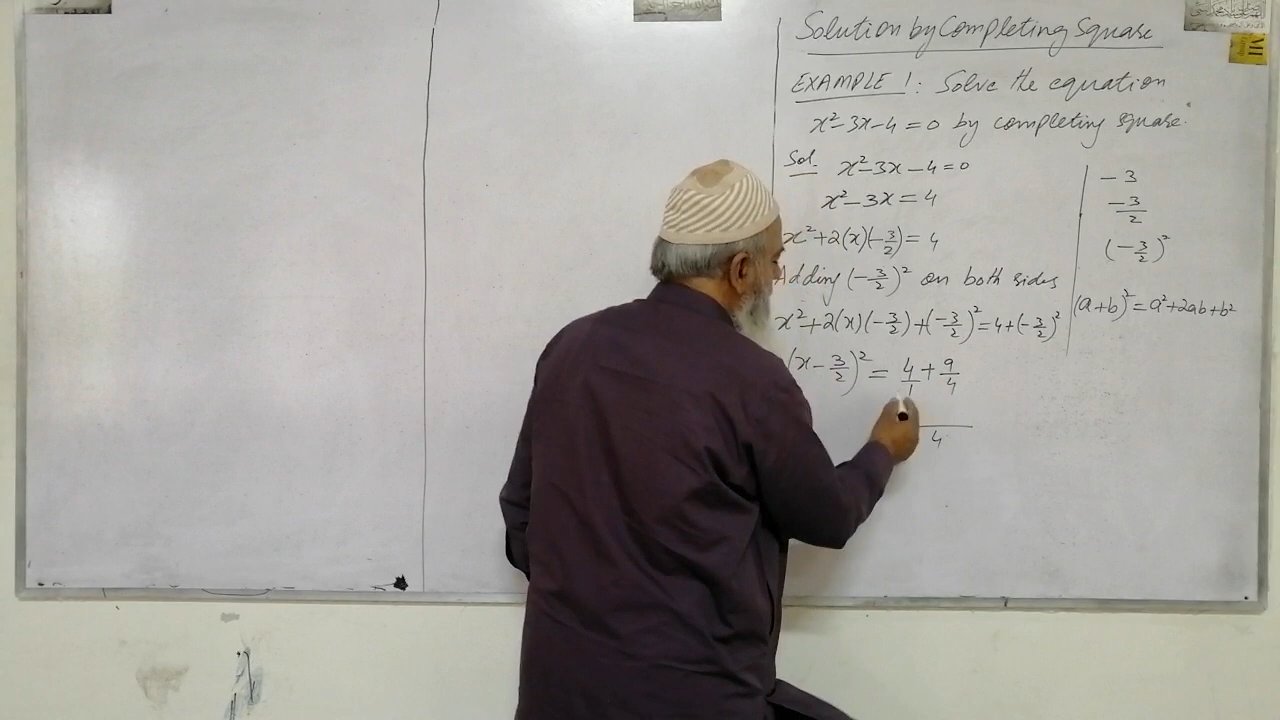 Solution by Completing Square
EXAMPLE 1: Solve the equation
x²-3x-4=0 by completing square.
Sol. x²-3x-4=0
x²-3x=4
x²+2(x)(-3/2)=4
Adding (-3/2)² on both sides
x²+2(x)(-3/2)+(-3/2)²=4+(-3/2)²
(x-3/2)²=4/1+9/4
4
-3
-3/2
(-3/2)²
(a+b)²=a²+2ab+b²
VII